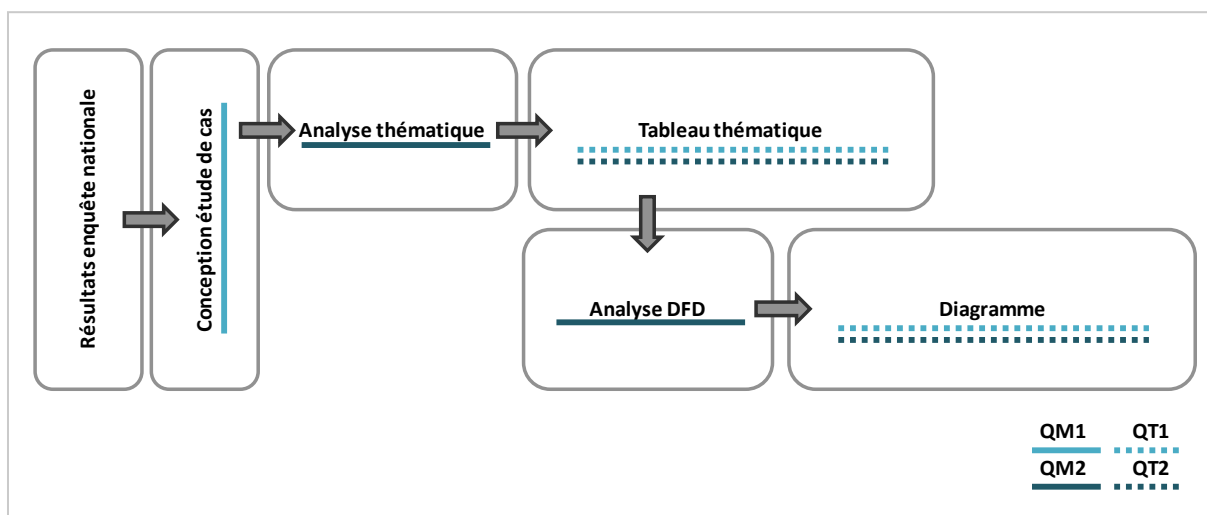 Résultats enquête nationale
Conception étude de cas
Analyse thématique
Tableau thématique
Analyse DFD
Diagramme
QM1 QT1
QM2 QT2